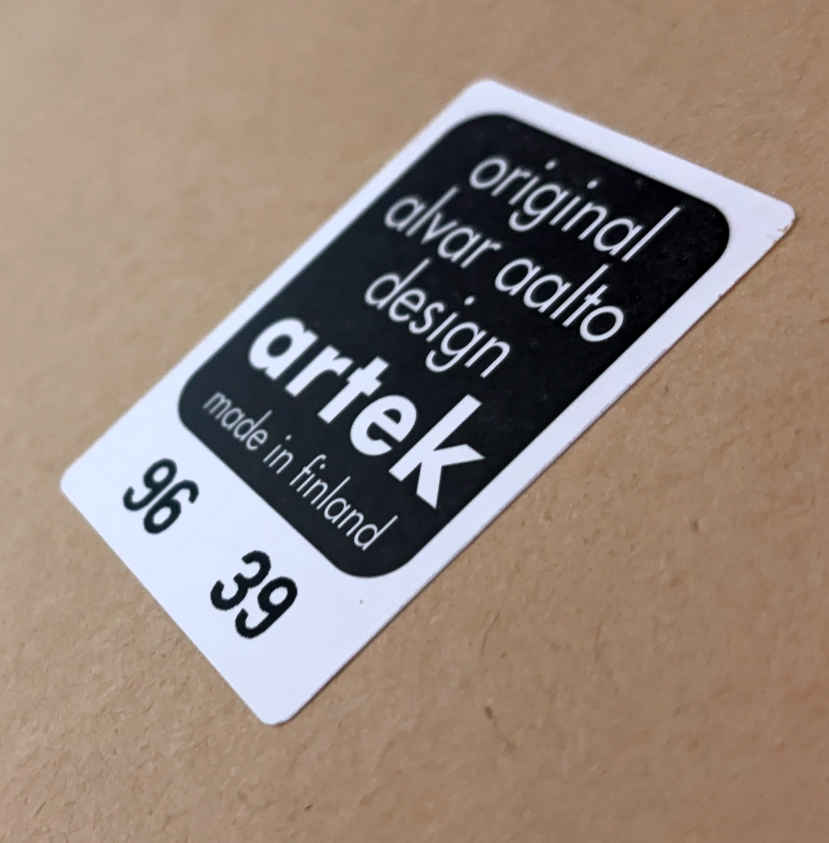 original
alvar aalto
design
artek
made in finland
96 39